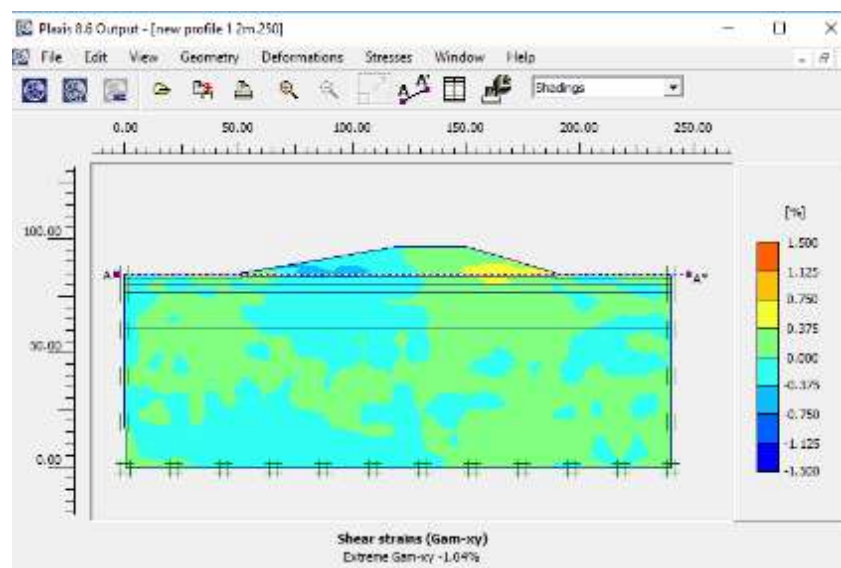 Plaxis 8.6 Output - [new profile 1 2m.250]
File Edit View Geometry Deformations Stresses Window Help
Shadings
0.00 50.00 100.00 150.00 200.00 250.00
100.00
50.00
0.00
A A*
[%]
1.500
1.125
0.750
0.375
0.000
-0.375
-0.750
-1.125
-1.500
Shear strains (Gam-xy)
Extreme Gam-xy -1.04%